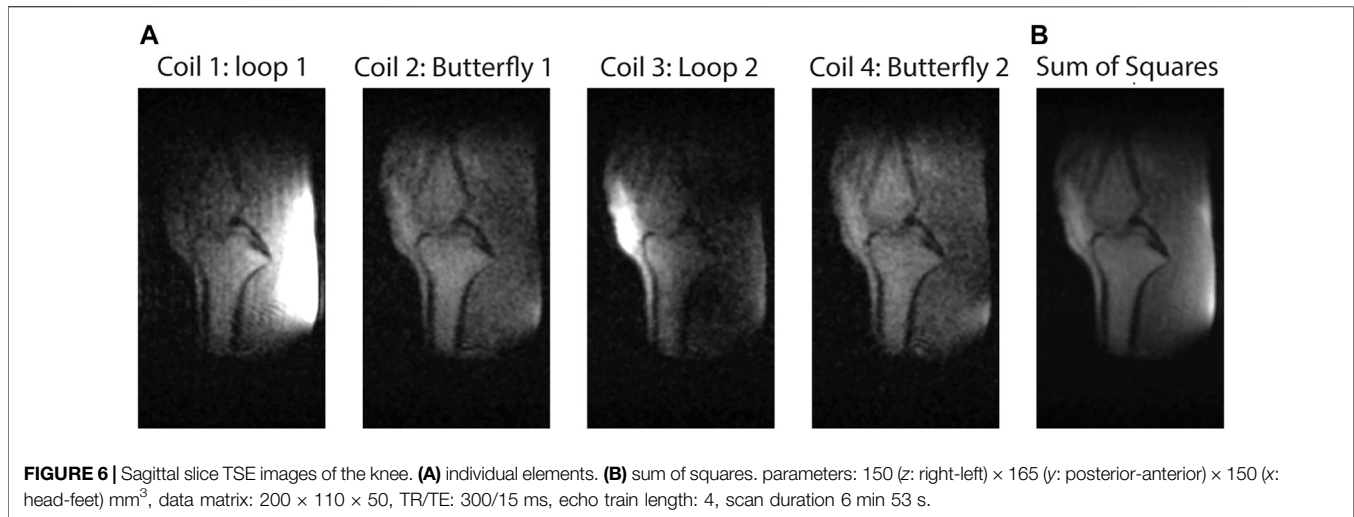 A
B
Coil 1: loop 1 Coil 2: Butterfly 1 Coil 3: Loop 2 Coil 4: Butterfly 2 Sum of Squares
FIGURE 6 | Sagittal slice TSE images of the knee. (A) individual elements. (B) sum of squares. parameters: 150 (z: right-left) × 165 (y: posterior-anterior) × 150 (x:
head-feet) mm³, data matrix: 200 × 110 × 50, TR/TE: 300/15 ms, echo train length: 4, scan duration 6 min 53 s.